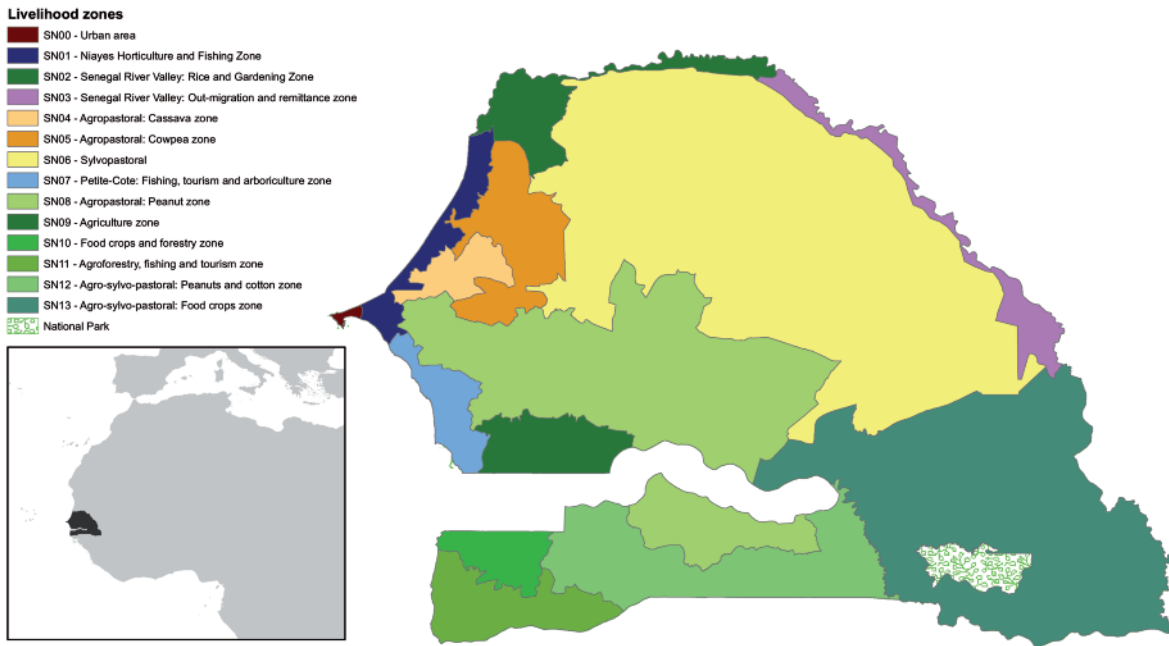 Livelihood zones
SN00 - Urban area
SN01 - Niayes Horticulture and Fishing Zone
SN02 - Senegal River Valley: Rice and Gardening Zone
SN03 - Senegal River Valley: Out-migration and remittance zone
SN04 - Agropastoral: Cassava zone
SN05 - Agropastoral: Cowpea zone
SN06 - Sylvopastoral
SN07 - Petite-Cote: Fishing, tourism and arboriculture zone
SN08 - Agropastoral: Peanut zone
SN09 - Agriculture zone
SN10 - Food crops and forestry zone
SN11 - Agroforestry, fishing and tourism zone
SN12 - Agro-sylvo-pastoral: Peanuts and cotton zone
SN13 - Agro-sylvo-pastoral: Food crops zone
National Park